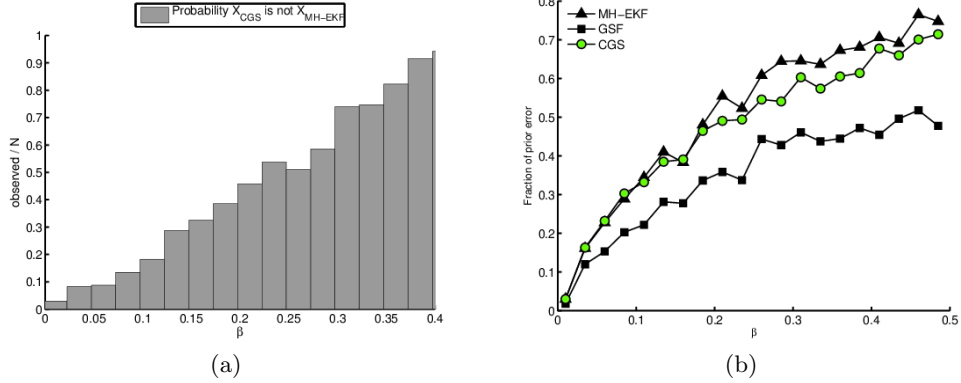 Probability X_CGS is not X_MH−EKF
1
0.9
0.8
0.7
0.6
0.5
0.4
0.3
0.2
0.1
0
observed / N
0 0.05 0.1 0.15 0.2 0.25 0.3 0.35 0.4
β
(a)
MH−EKF
GSF
CGS
0.8
0.7
0.6
0.5
0.4
0.3
0.2
0.1
0
Fraction of prior error
0 0.1 0.2 0.3 0.4 0.5
β
(b)